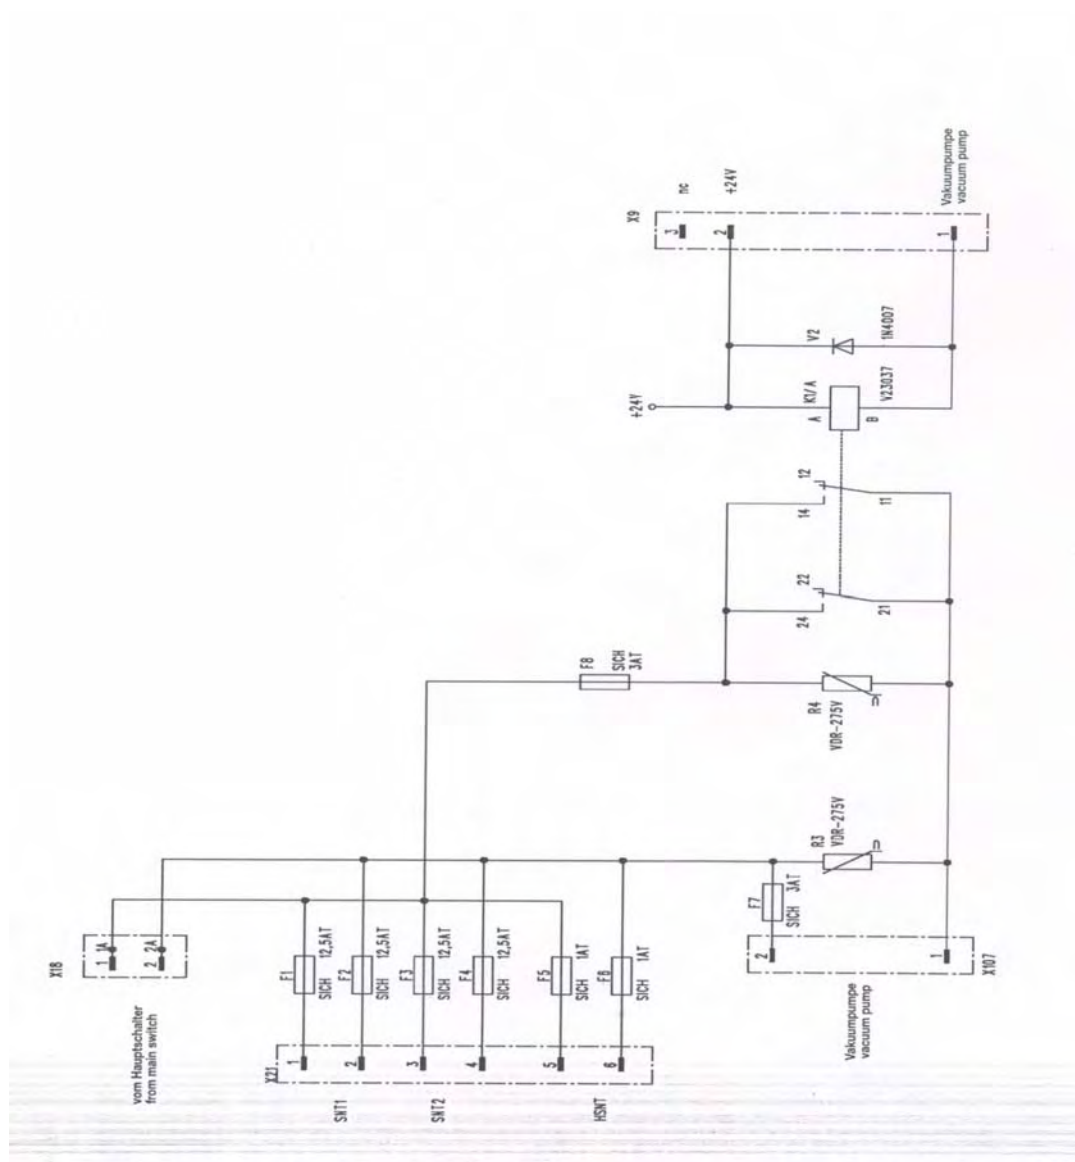 X18
vom Hauptschalter
from main switch
1
1A
2
2A
X21
1
F1
SICH
12,5AT
2
F2
SICH
12,5AT
3
F3
SICH
12,5AT
4
F4
SICH
12,5AT
5
F5
SICH
1AT
6
F6
SICH
1AT
SNT1
SNT2
HSNT
F7
SICH
3AT
2
1
X107
Vakuumpumpe
vacuum pump
R3
VDR-275V
R4
VDR-275V
F8
SICH
3AT
24
22
21
14
12
11
+24V
A
K1/A
B
V23037
V2
1N4007
X9
3
nc
2
+24V
1
Vakuumpumpe
vacuum pump